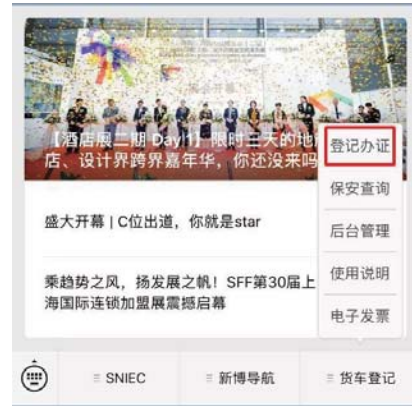 【酒店展二期 Day 1】限时三天的地
店、设计界跨界嘉年华，你还没来吗
盛大开幕 | C位出道，你就是star
乘趋势之风，扬发展之帆！SFF第30届上
海国际连锁加盟展震撼启幕
登记办证
保安查询
后台管理
使用说明
电子发票
SNIEC
新博导航
货车登记